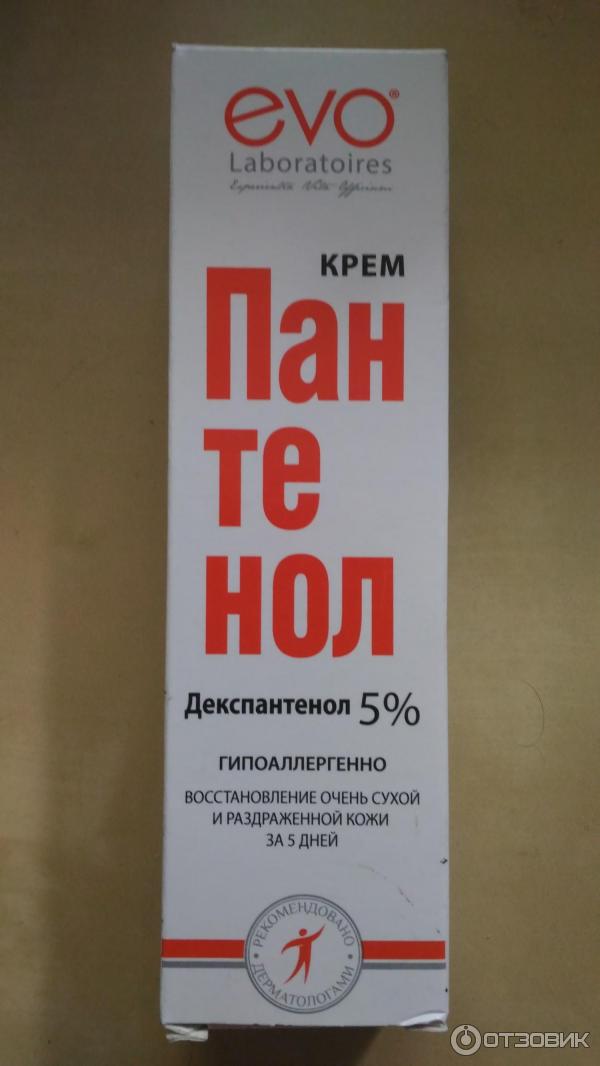 evo®
Laboratoires
КРЕМ
Пан
те
нол
Декспантенол 5%
ГИПОАЛЛЕРГЕННО
ВОССТАНОВЛЕНИЕ ОЧЕНЬ СУХОЙ
И РАЗДРАЖЕННОЙ КОЖИ
ЗА 5 ДНЕЙ
• РЕКОМЕНДОВАНО •
ДЕРМАТОЛОГАМИ
ОТЗОВИК